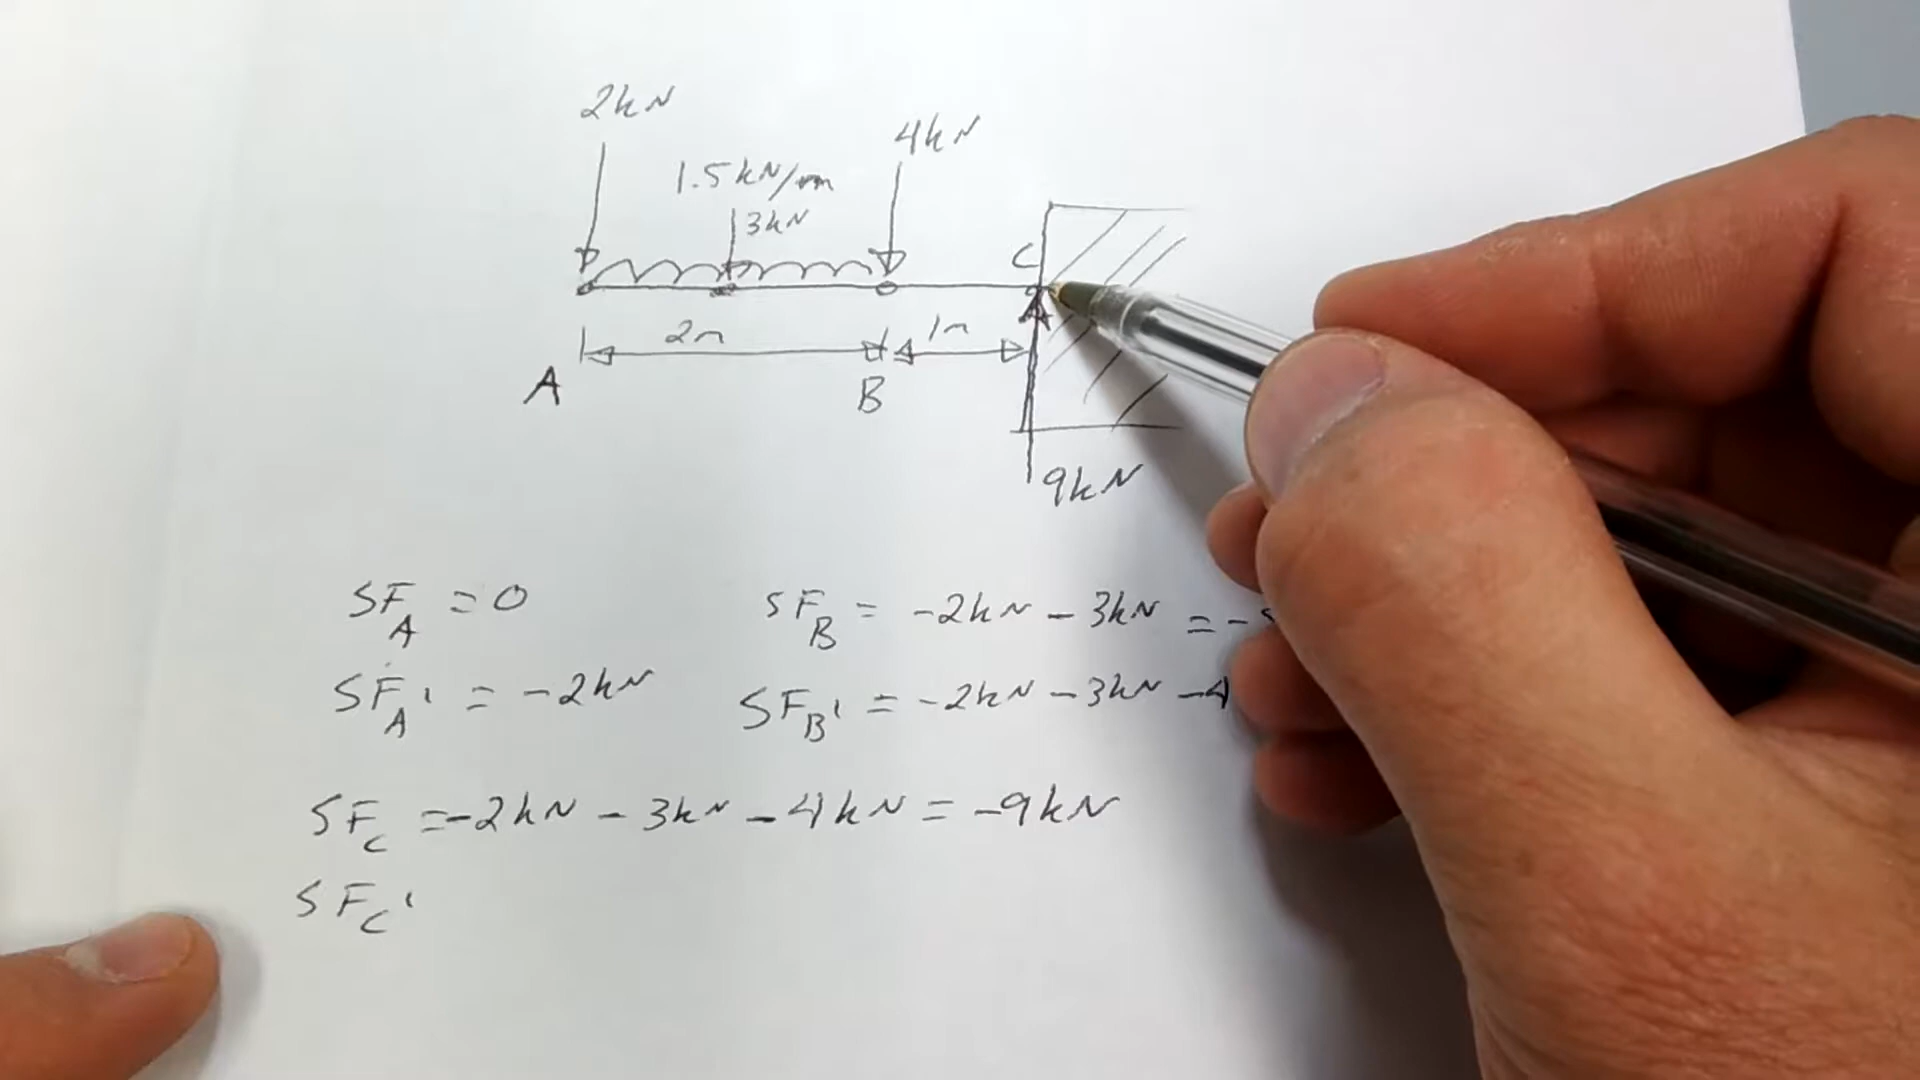 2kN
4kN
1.5kN/m
3kN
C
2m
1m
A
B
9kN
SF_A = 0
SF_B = -2kN - 3kN = -
SF_A' = -2kN
SF_B' = -2kN - 3kN - 4
SF_C = -2kN - 3kN - 4kN = -9kN
SF_C'